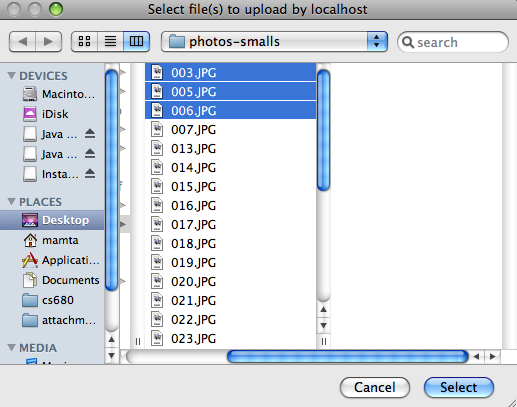 Select file(s) to upload by localhost
photos-smalls
search
DEVICES
Macinto...
iDisk
Java ...
Java ...
Insta...
PLACES
Desktop
mamta
Applicati...
Documents
cs680
attachm...
MEDIA
003.JPG
005.JPG
006.JPG
007.JPG
013.JPG
014.JPG
015.JPG
016.JPG
017.JPG
018.JPG
019.JPG
020.JPG
021.JPG
022.JPG
023.JPG
Cancel
Select